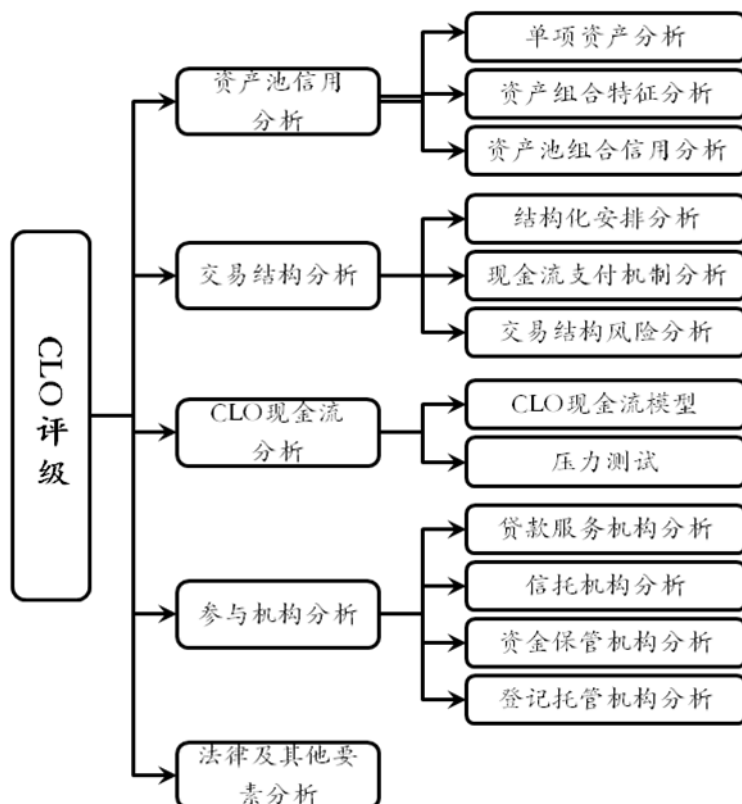 CLO评级
资产池信用
分析
单项资产分析
资产组合特征分析
资产池组合信用分析
交易结构分析
结构化安排分析
现金流支付机制分析
交易结构风险分析
CLO现金流
分析
CLO现金流模型
压力测试
参与机构分析
贷款服务机构分析
信托机构分析
资金保管机构分析
登记托管机构分析
法律及其他要
素分析